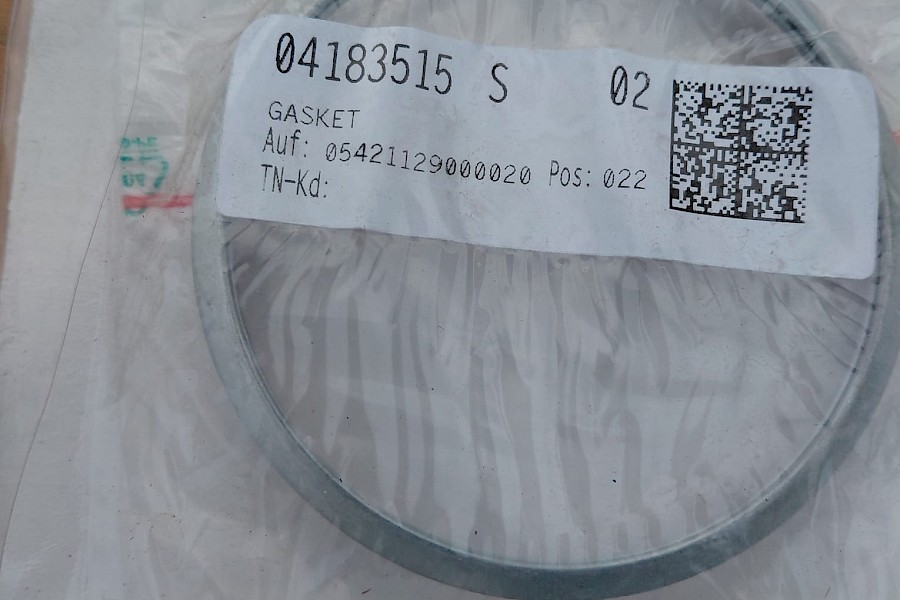 04183515 S 02
GASKET
Auf: 05421129000020 Pos: 022
TN-Kd: